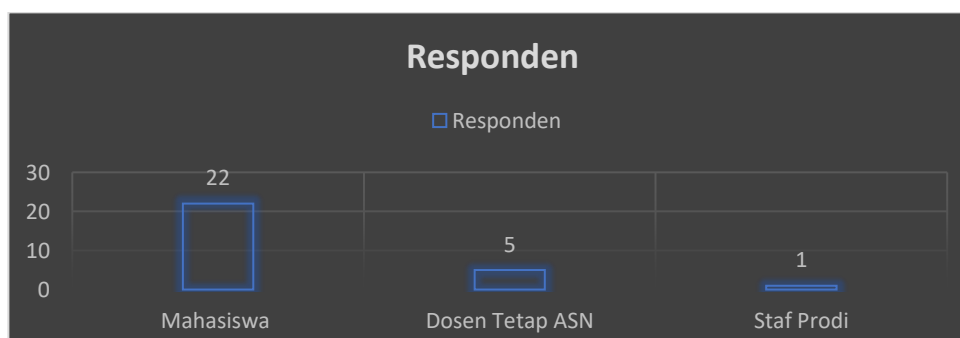 Responden
Responden
30
20
10
0
22
5
1
Mahasiswa
Dosen Tetap ASN
Staf Prodi